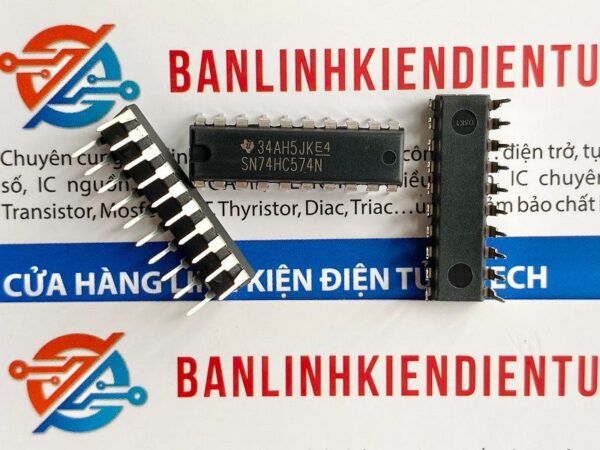 BANLINHKIENDIENTU
34AH5JKE4
SN74HC574N
Chuyên cung điện trở, tụ
số, IC nguồn IC chuyên
Transistor, Thyristor, Diac, Triac... bảo chất
CỬA HÀNG KIỆN ĐIỆN TỬ ECH
BANLINHKIENDIENTU